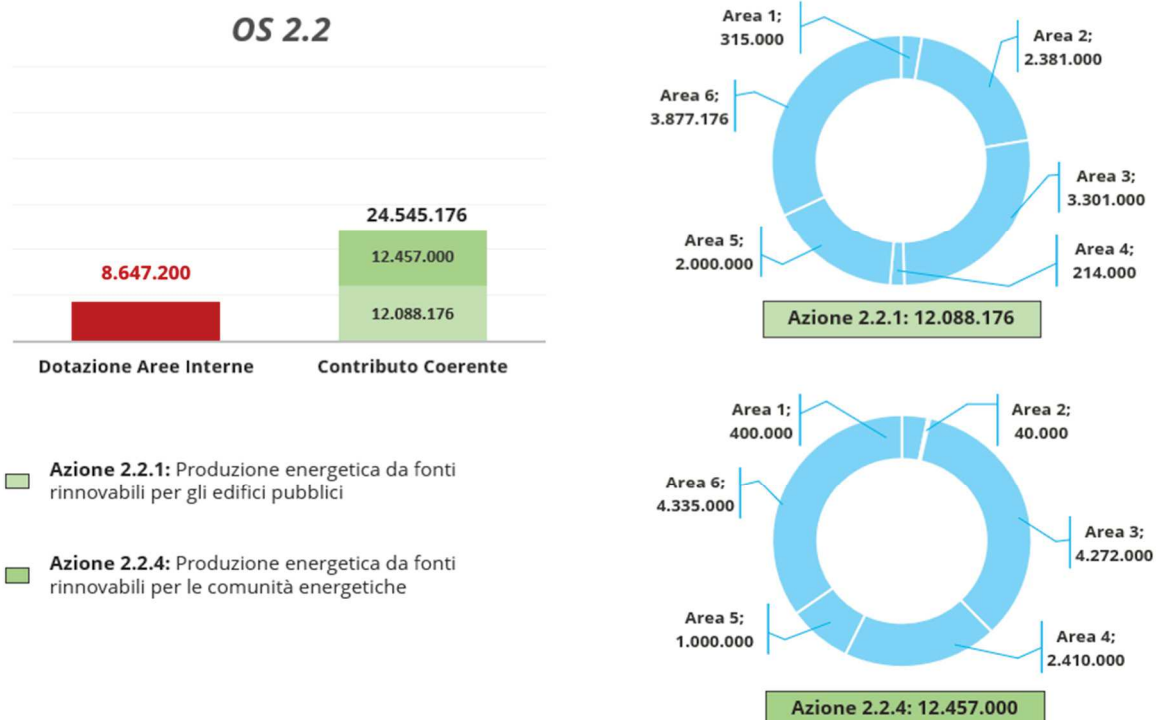 OS 2.2
24.545.176
12.457.000
8.647.200
12.088.176
Dotazione Aree Interne
Contributo Coerente
Azione 2.2.1: Produzione energetica da fonti
rinnovabili per gli edifici pubblici
Azione 2.2.4: Produzione energetica da fonti
rinnovabili per le comunità energetiche
Area 1;
315.000
Area 2;
2.381.000
Area 3;
3.301.000
Area 4;
214.000
Area 5;
2.000.000
Area 6;
3.877.176
Azione 2.2.1: 12.088.176
Area 1;
400.000
Area 2;
40.000
Area 3;
4.272.000
Area 4;
2.410.000
Area 5;
1.000.000
Area 6;
4.335.000
Azione 2.2.4: 12.457.000